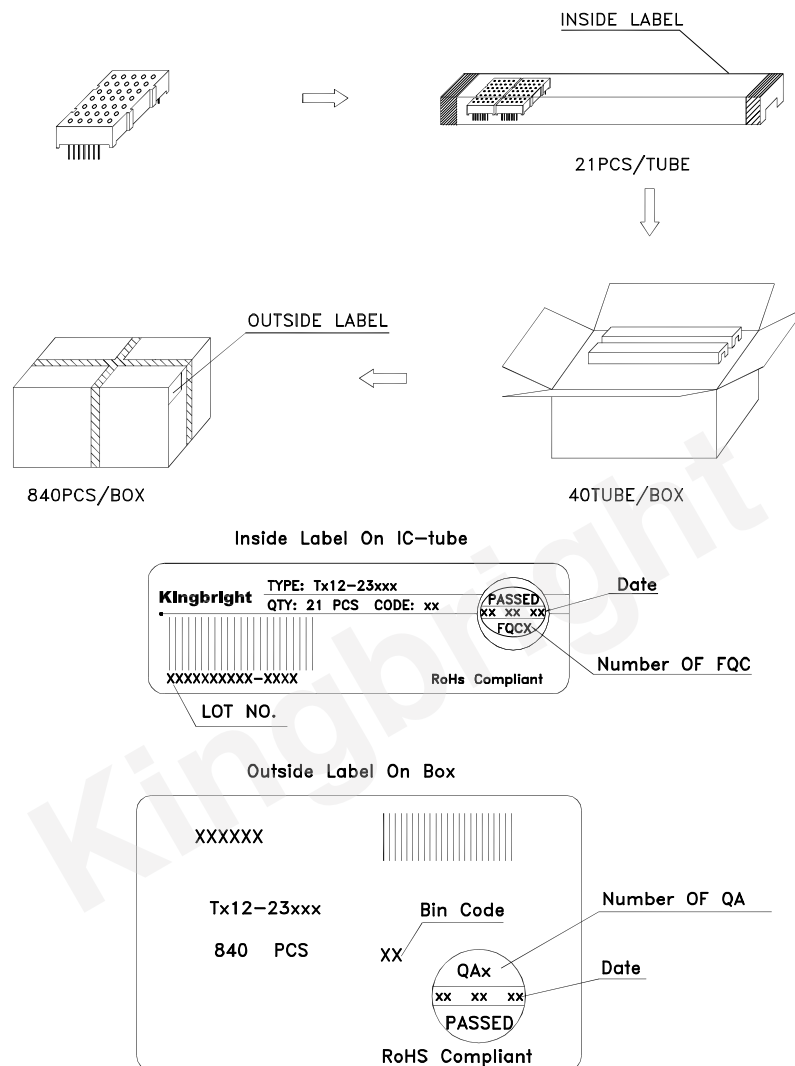 INSIDE LABEL
21PCS/TUBE
OUTSIDE LABEL
840PCS/BOX
40TUBE/BOX
Inside Label On IC-tube
Kingbright
TYPE: Tx12-23xxx
QTY: 21 PCS CODE: xx
PASSED
xx xx xx
FQCX
Date
Number OF FQC
XXXXXXXXXX-XXXX
RoHs Compliant
LOT NO.
Outside Label On Box
XXXXXX
Tx12-23xxx
840 PCS
Bin Code
XX
Number OF QA
QAx
xx xx xx
Date
PASSED
RoHS Compliant
Kingbright